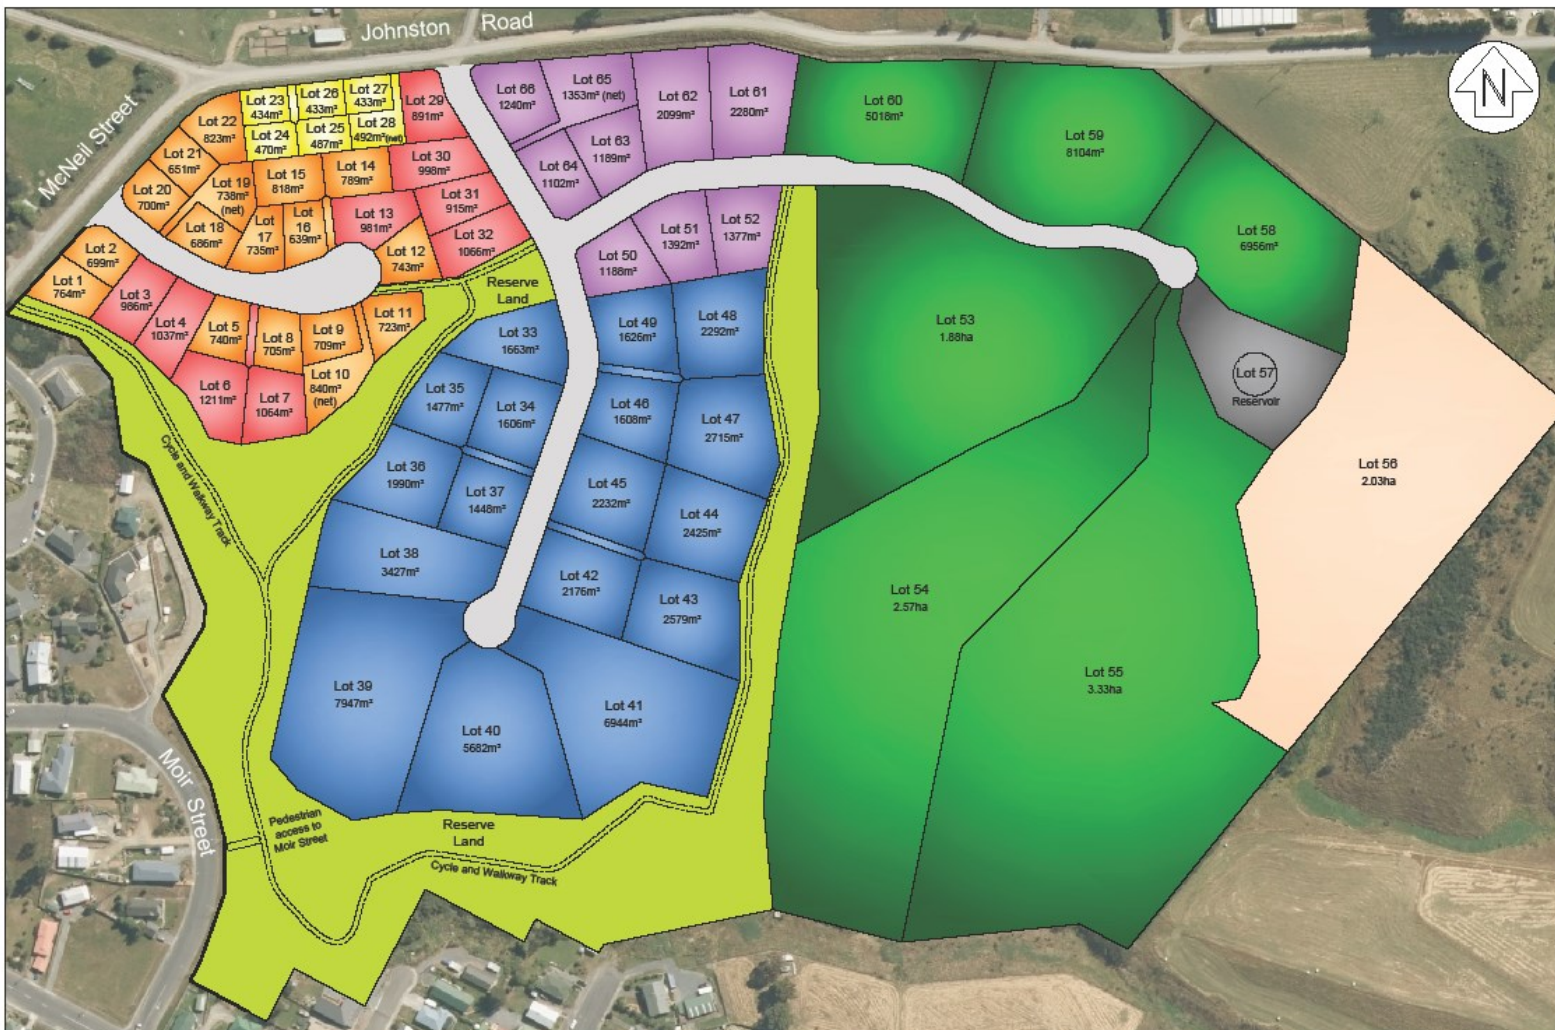 Johnston Road
McNeil Street
N
Lot 23
434m²
Lot 26
433m²
Lot 27
433m²
Lot 29
891m²
Lot 66
1240m²
Lot 65
1353m² (net)
Lot 62
2099m²
Lot 61
2280m²
Lot 60
5018m²
Lot 59
8104m²
Lot 22
823m²
Lot 24
470m²
Lot 25
487m²
Lot 28
492m²(net)
Lot 21
651m²
Lot 20
700m²
Lot 19
738m²
(net)
Lot 15
818m²
Lot 14
789m²
Lot 30
998m²
Lot 64
1102m²
Lot 63
1189m²
Lot 18
686m²
Lot
17
735m²
Lot
16
639m²
Lot 13
981m²
Lot 31
915m²
Lot 32
1066m²
Lot 12
743m²
Lot 50
1188m²
Lot 51
1392m²
Lot 52
1377m²
Lot 58
6956m²
Lot 2
699m²
Lot 1
764m²
Lot 3
986m²
Lot 4
1037m²
Lot 5
740m²
Lot 8
705m²
Lot 9
709m²
Lot 11
723m²
Reserve
Land
Lot 6
1211m²
Lot 7
1064m²
Lot 10
840m²
(net)
Lot 33
1663m²
Lot 49
1626m²
Lot 48
2292m²
Lot 53
1.88ha
Lot 57
Reservoir
Lot 35
1477m²
Lot 34
1606m²
Lot 46
1608m²
Lot 47
2715m²
Cycle and Walkway Track
Lot 36
1990m²
Lot 37
1448m²
Lot 45
2232m²
Lot 44
2425m²
Lot 56
2.03ha
Lot 38
3427m²
Lot 42
2176m²
Lot 43
2579m²
Lot 54
2.57ha
Lot 39
7947m²
Lot 40
5682m²
Lot 41
6944m²
Lot 55
3.33ha
Moir Street
Pedestrian
access to
Moir Street
Reserve
Land
Cycle and Walkway Track